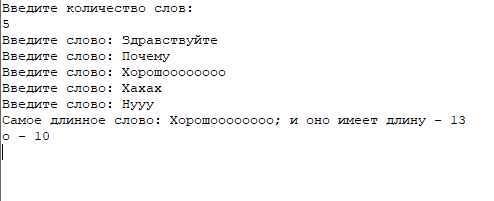 Введите количество слов:
5
Введите слово: Здравствуйте
Введите слово: Почему
Введите слово: Хорошоооооооо
Введите слово: Хахах
Введите слово: Нууу
Самое длинное слово: Хорошоооооооо; и оно имеет длину - 13
о - 10